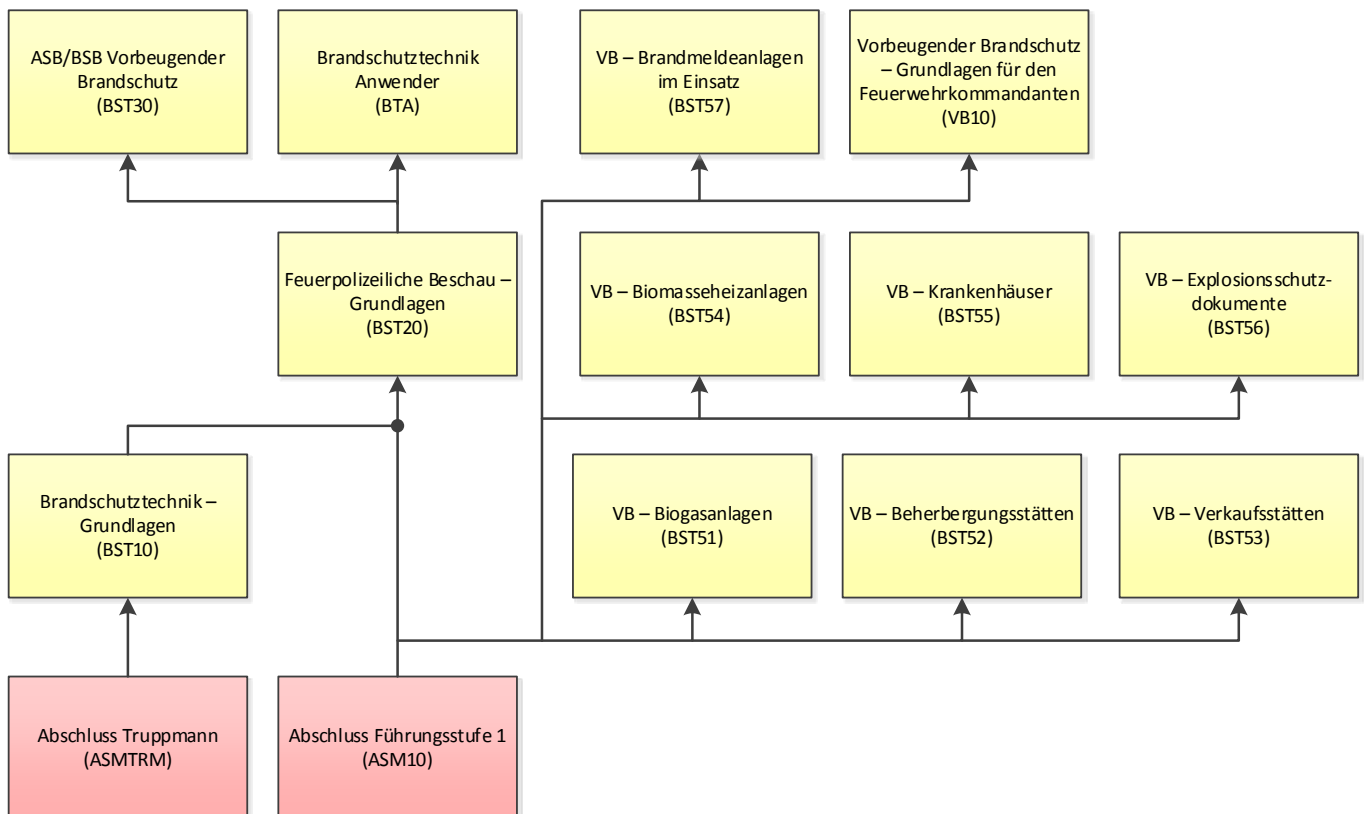 ASB/BSB Vorbeugender
Brandschutz
(BST30)
Brandschutztechnik
Anwender
(BTA)
VB – Brandmeldeanlagen
im Einsatz
(BST57)
Vorbeugender Brandschutz
– Grundlagen für den
Feuerwehrkommandanten
(VB10)
Feuerpolizeiliche Beschau –
Grundlagen
(BST20)
VB – Biomasseheizanlagen
(BST54)
VB – Krankenhäuser
(BST55)
VB – Explosionsschutz-
dokumente
(BST56)
Brandschutztechnik –
Grundlagen
(BST10)
VB – Biogasanlagen
(BST51)
VB – Beherbergungsstätten
(BST52)
VB – Verkaufsstätten
(BST53)
Abschluss Truppmann
(ASMTRM)
Abschluss Führungsstufe 1
(ASM10)